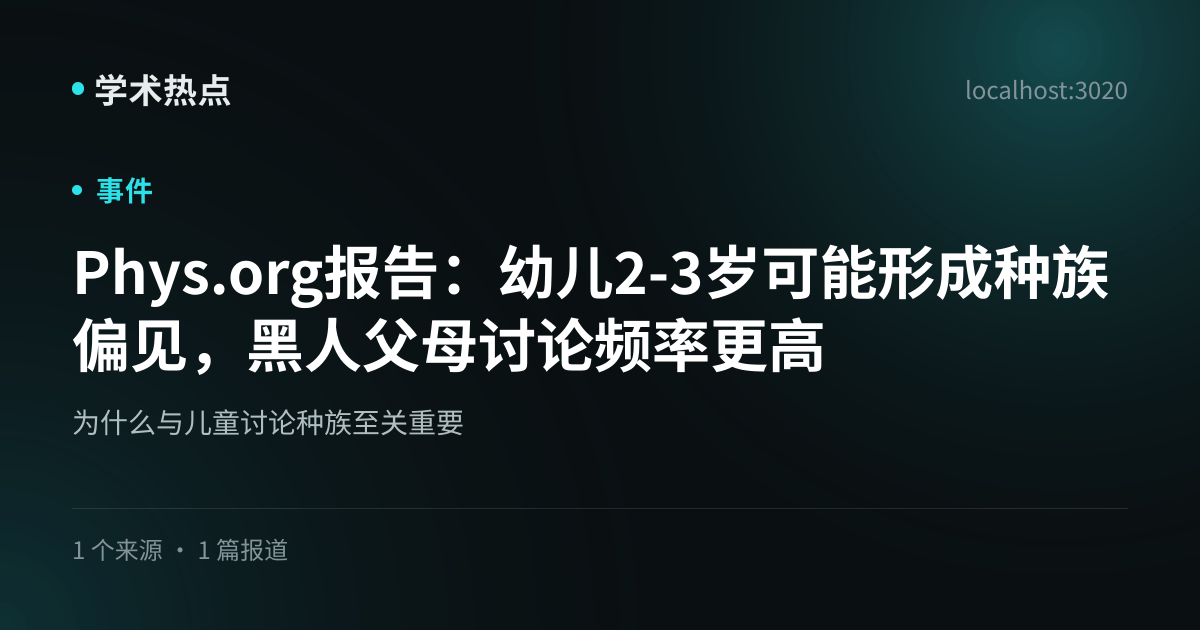 学术热点
localhost:3020
事件
Phys.org报告：幼儿2-3岁可能形成种族
偏见，黑人父母讨论频率更高
为什么与儿童讨论种族至关重要
1 个来源 · 1 篇报道